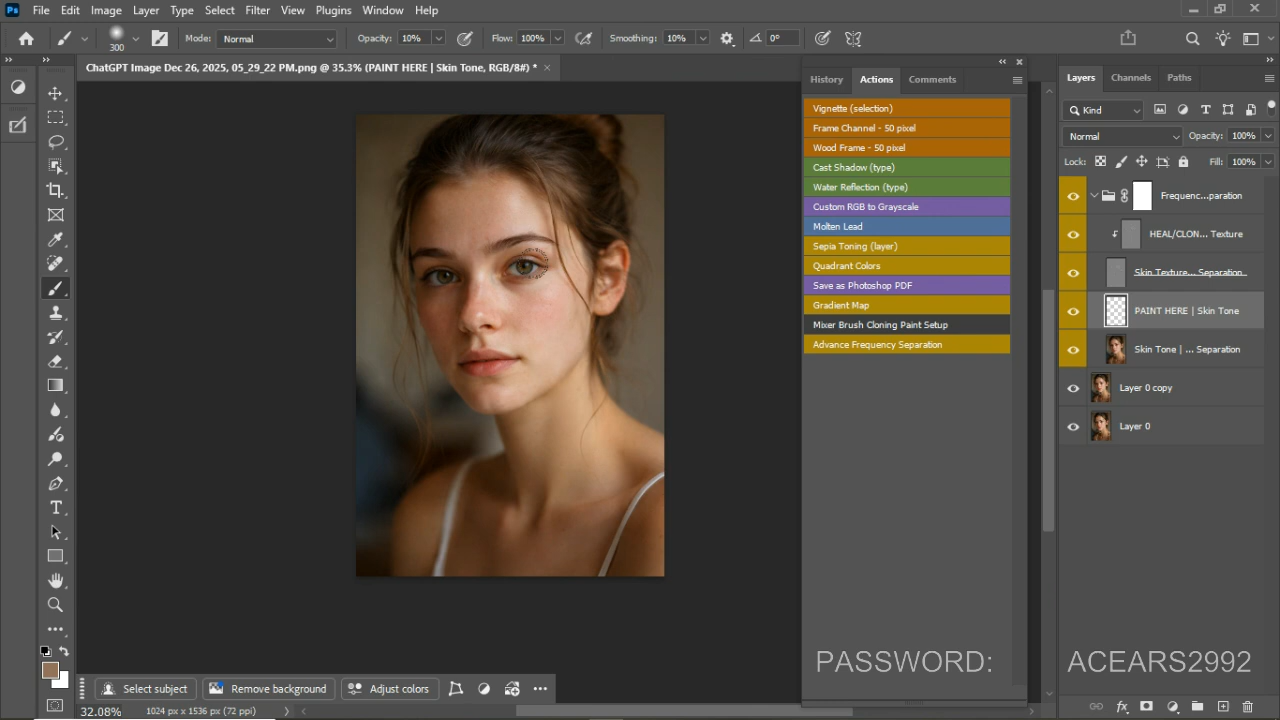 Ps File Edit Image Layer Type Select Filter View Plugins Window Help
300 Mode: Normal Opacity: 10% Flow: 100% Smoothing: 10% 0°
ChatGPT Image Dec 26, 2025, 05_29_22 PM.png @ 35.3% (PAINT HERE | Skin Tone, RGB/8#) *
History Actions Comments
Vignette (selection)
Frame Channel - 50 pixel
Wood Frame - 50 pixel
Cast Shadow (type)
Water Reflection (type)
Custom RGB to Grayscale
Molten Lead
Sepia Toning (layer)
Quadrant Colors
Save as Photoshop PDF
Gradient Map
Mixer Brush Cloning Paint Setup
Advance Frequency Separation
Layers Channels Paths
Kind
Normal Opacity: 100%
Lock: Fill: 100%
Frequenc...paration
HEAL/CLON... Texture
Skin Texture... Separation
PAINT HERE | Skin Tone
Skin Tone | ... Separation
Layer 0 copy
Layer 0
PASSWORD: ACEARS2992
Select subject Remove background Adjust colors
32.08% 1024 px x 1536 px (72 ppi)